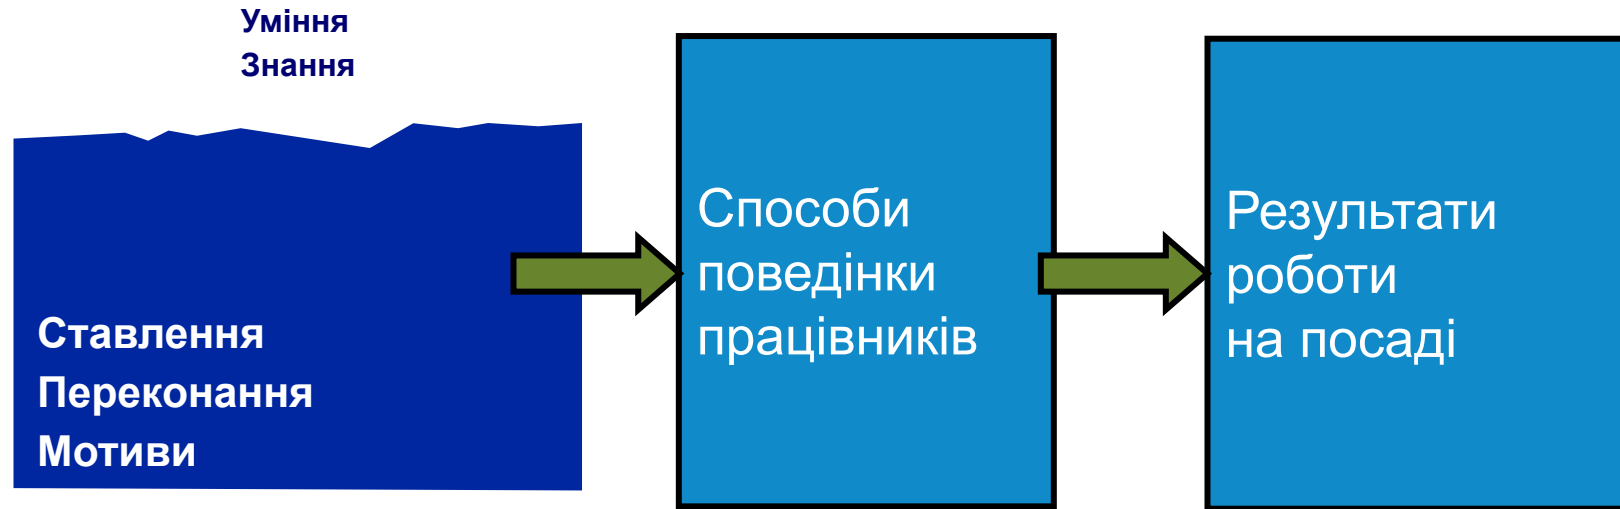 Уміння
Знання
Ставлення
Переконання
Мотиви
Способи
поведінки
працівників
Результати
роботи
на посаді